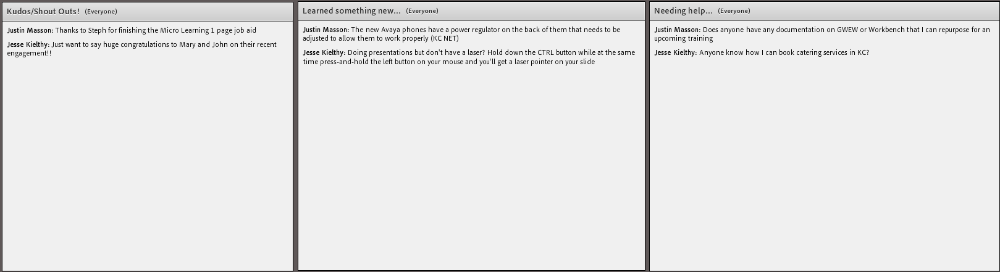 Kudos/Shout Outs! (Everyone)
Justin Masson: Thanks to Steph for finishing the Micro Learning 1 page job aid
Jesse Kielthy: Just want to say huge congratulations to Mary and John on their recent
engagement!!
Learned something new... (Everyone)
Justin Masson: The new Avaya phones have a power regulator on the back of them that needs to be
adjusted to allow them to work properly (KC NET)
Jesse Kielthy: Doing presentations but don't have a laser? Hold down the CTRL button while at the same
time press-and-hold the left button on your mouse and you'll get a laser pointer on your slide
Needing help... (Everyone)
Justin Masson: Does anyone have any documentation on GWEW or Workbench that I can repurpose for an
upcoming training
Jesse Kielthy: Anyone know how I can book catering services in KC?